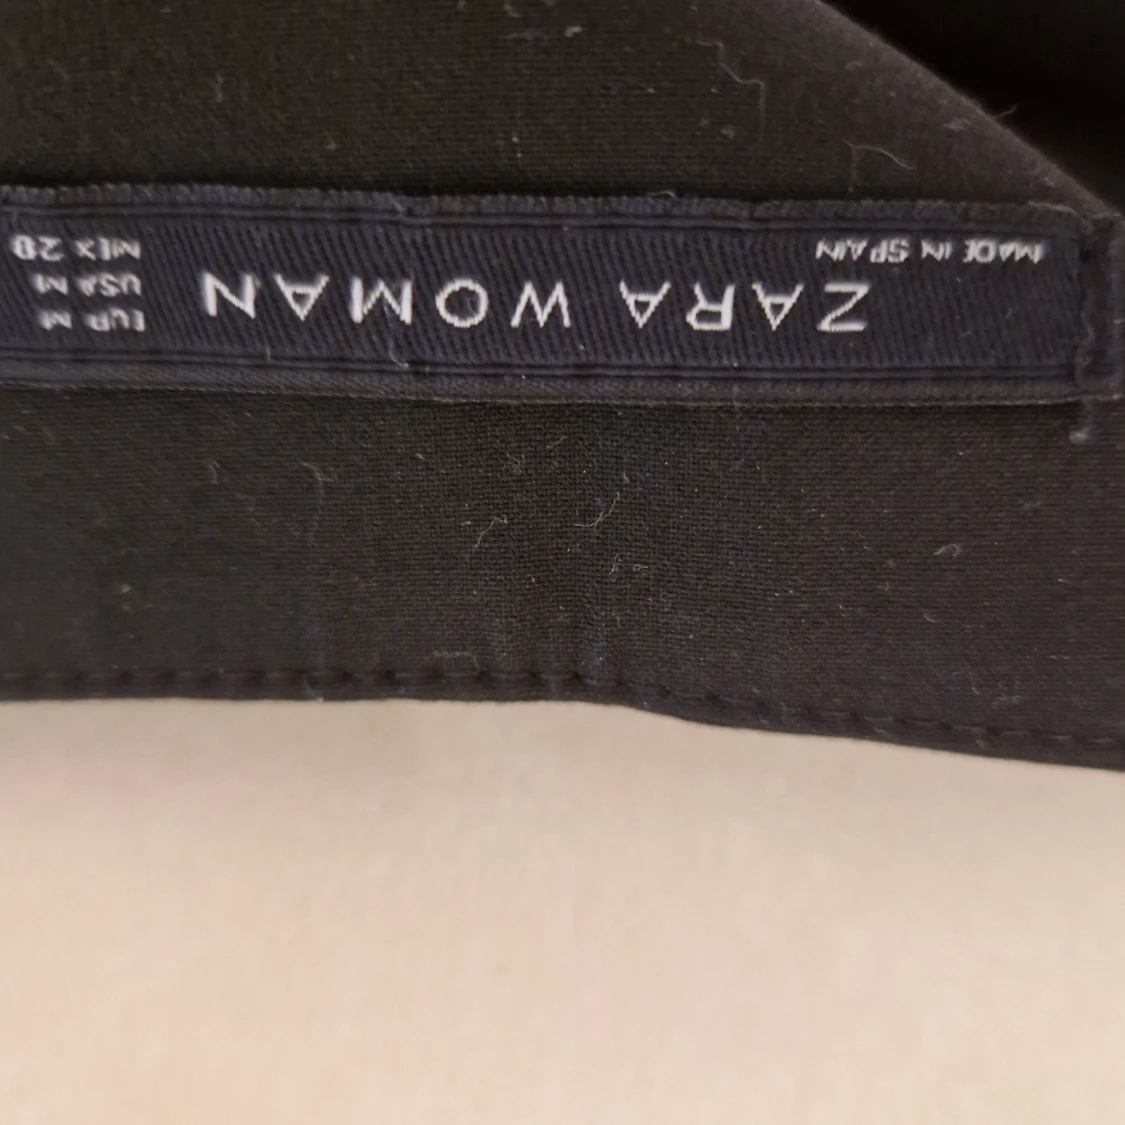 ZARA WOMAN
MADE IN SPAIN
EUR M
USA M
MEX 28